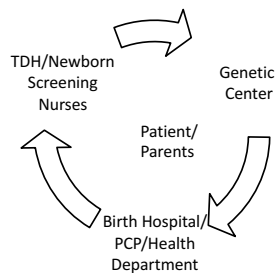 TDH/Newborn
Screening
Nurses
Genetic
Center
Patient/
Parents
Birth Hospital/
PCP/Health
Department